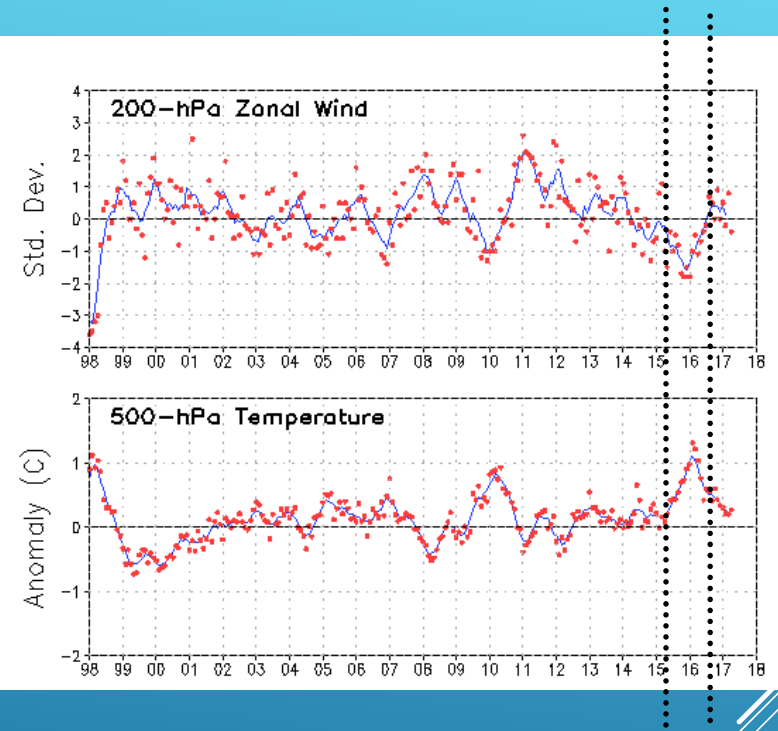 200-hPa Zonal Wind
Std. Dev.
4
3
2
1
0
-1
-2
-3
-4
98 99 00 01 02 03 04 05 06 07 08 09 10 11 12 13 14 15 16 17 18
500-hPa Temperature
Anomaly (C)
2
1
0
-1
-2
98 99 00 01 02 03 04 05 06 07 08 09 10 11 12 13 14 15 16 17 18